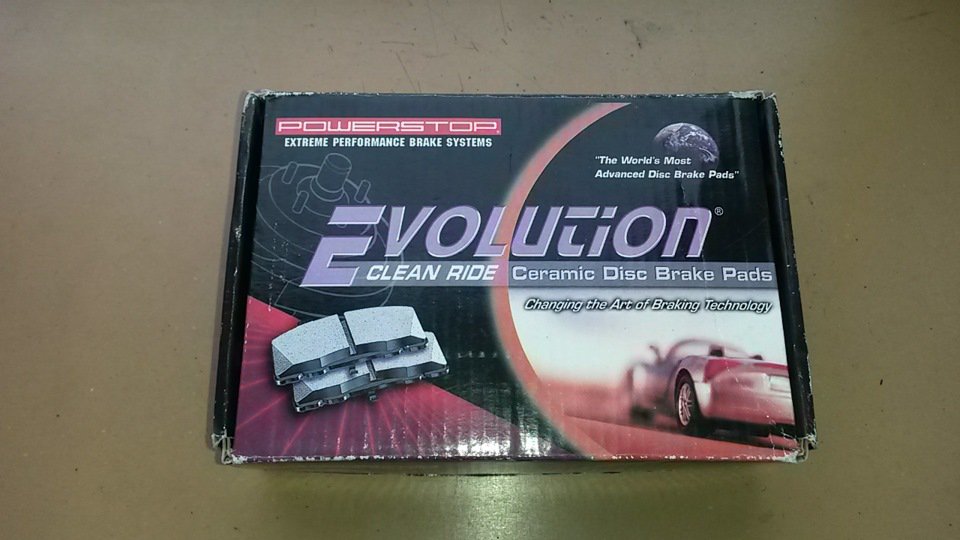 POWERSTOP®
EXTREME PERFORMANCE BRAKE SYSTEMS
"The World's Most
Advanced Disc Brake Pads"
EVOLUTION®
CLEAN RIDE Ceramic Disc Brake Pads
Changing the Art of Braking Technology